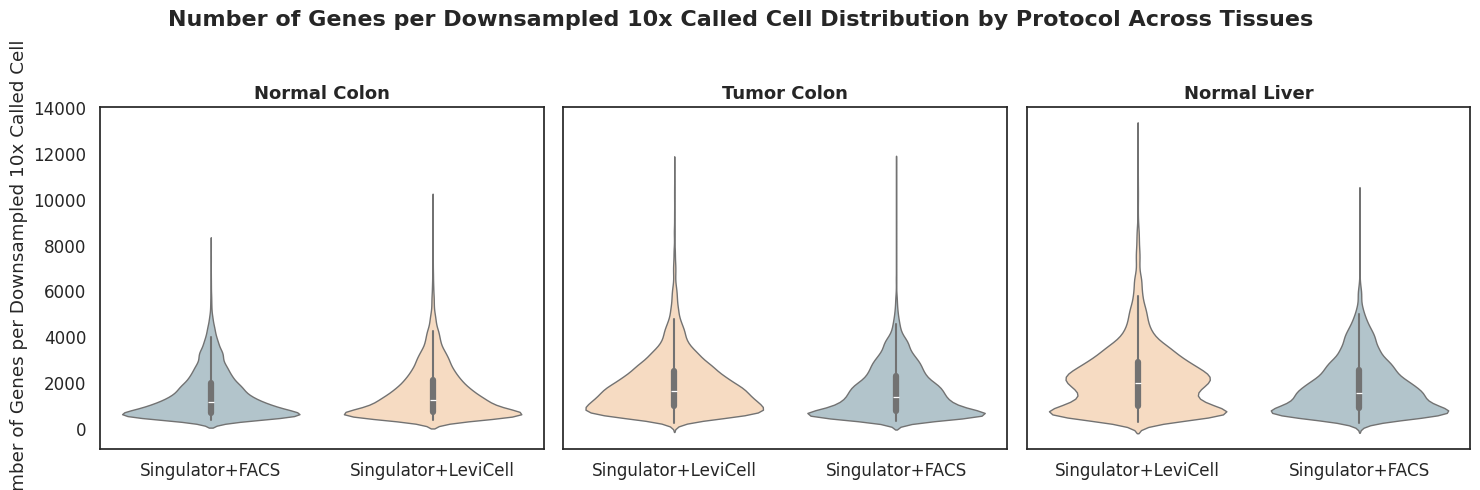 Number of Genes per Downsampled 10x Called Cell Distribution by Protocol Across Tissues
mber of Genes per Downsampled 10x Called Cell
Normal Colon
Tumor Colon
Normal Liver
14000
12000
10000
8000
6000
4000
2000
0
Singulator+FACS
Singulator+LeviCell
Singulator+LeviCell
Singulator+FACS
Singulator+LeviCell
Singulator+FACS